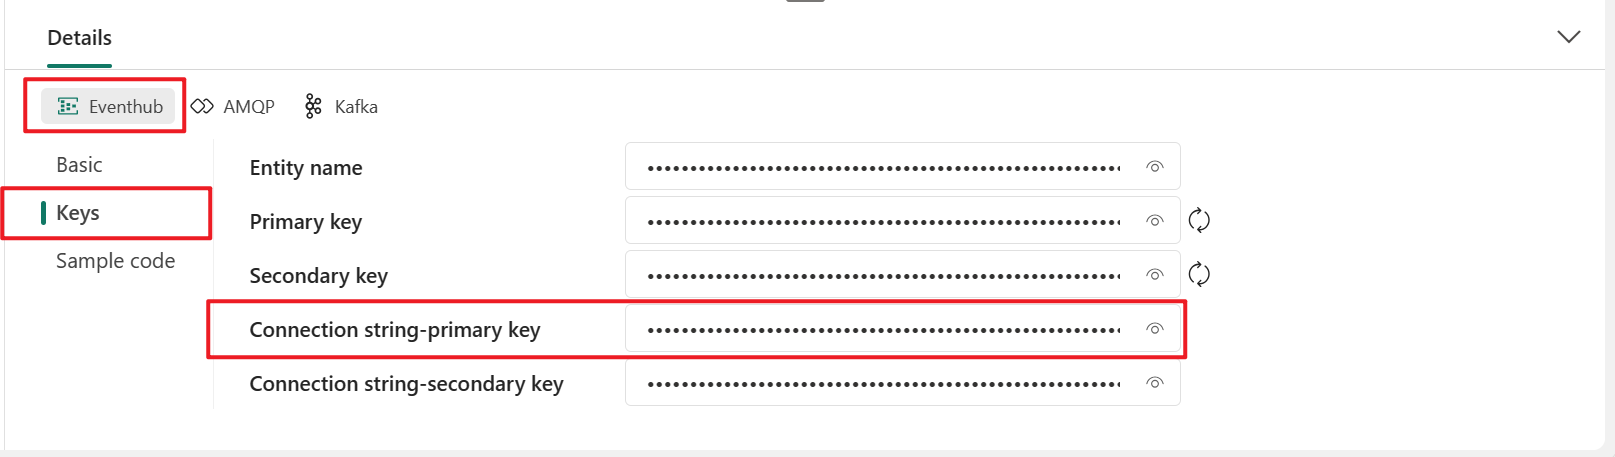 Details
Eventhub AMQP Kafka
Basic
Keys
Sample code
Entity name ••••••••••••••••••••••••••••••••••••••••••••••••••••••••
Primary key ••••••••••••••••••••••••••••••••••••••••••••••••••••••••
Secondary key ••••••••••••••••••••••••••••••••••••••••••••••••••••••••
Connection string-primary key ••••••••••••••••••••••••••••••••••••••••••••••••••••••••
Connection string-secondary key ••••••••••••••••••••••••••••••••••••••••••••••••••••••••